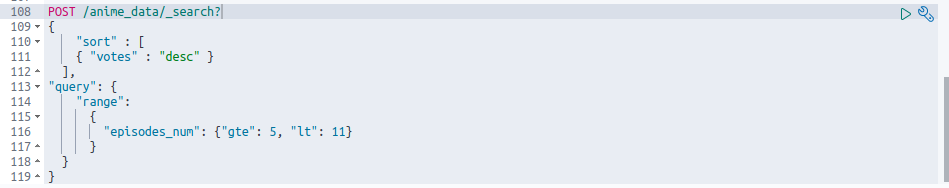 108 POST /anime_data/_search?
109 {
110 "sort" : [
111 { "votes" : "desc" }
112 ],
113 "query": {
114 "range":
115 {
116 "episodes_num": {"gte": 5, "lt": 11}
117 }
118 }
119 }